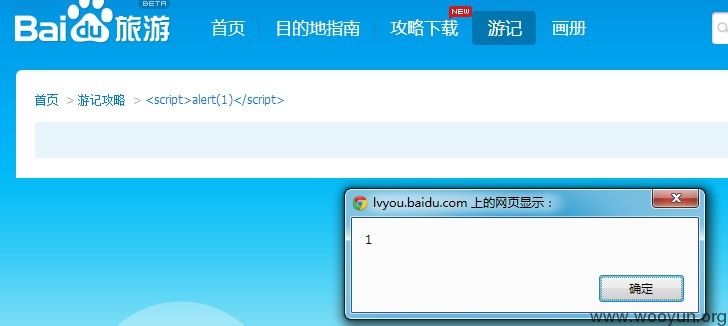 BETA
Bai du 旅游
首页 目的地指南 攻略下载 NEW 游记 画册
首页 > 游记攻略 > <script>alert(1)</script>
lvyou.baidu.com 上的网页显示：
1
确定
www.wooyun.org